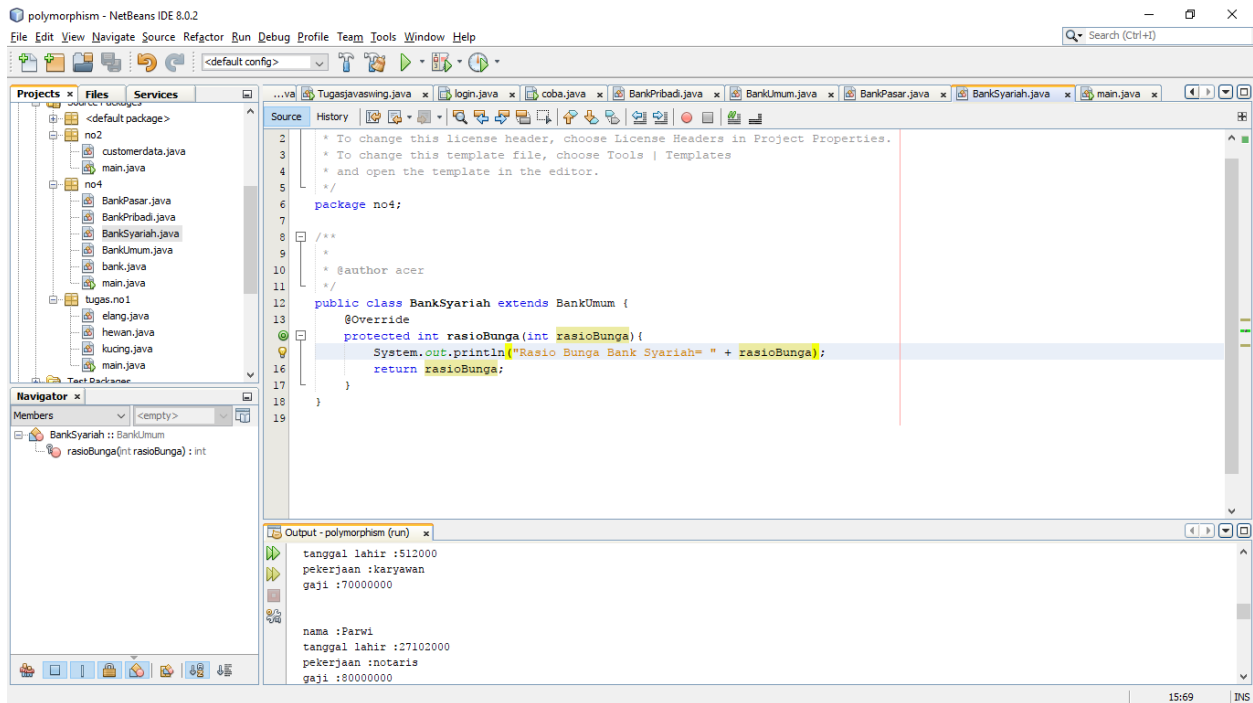 polymorphism - NetBeans IDE 8.0.2
File Edit View Navigate Source Refactor Run Debug Profile Team Tools Window Help
Search (Ctrl+I)
<default config>
Projects × Files Services
Source Packages
<default package>
no2
customerdata.java
main.java
no4
BankPasar.java
BankPribadi.java
BankSyariah.java
BankUmum.java
bank.java
main.java
tugas.no1
elang.java
hewan.java
kucing.java
main.java
Test Packages
Navigator ×
Members <empty>
BankSyariah :: BankUmum
rasioBunga(int rasioBunga) : int
...va Tugasjavaswing.java × login.java × coba.java × BankPribadi.java × BankUmum.java × BankPasar.java × BankSyariah.java × main.java ×
Source History
2 * To change this license header, choose License Headers in Project Properties.
3 * To change this template file, choose Tools | Templates
4 * and open the template in the editor.
5 */
6 package no4;
7
8 /**
9 *
10 * @author acer
11 */
12 public class BankSyariah extends BankUmum {
13 @Override
protected int rasioBunga(int rasioBunga){
System.out.println("Rasio Bunga Bank Syariah= " + rasioBunga);
16 return rasioBunga;
17 }
18 }
19
Output - polymorphism (run) ×
tanggal lahir :512000
pekerjaan :karyawan
gaji :70000000
nama :Parwi
tanggal lahir :27102000
pekerjaan :notaris
gaji :80000000
15:69 INS